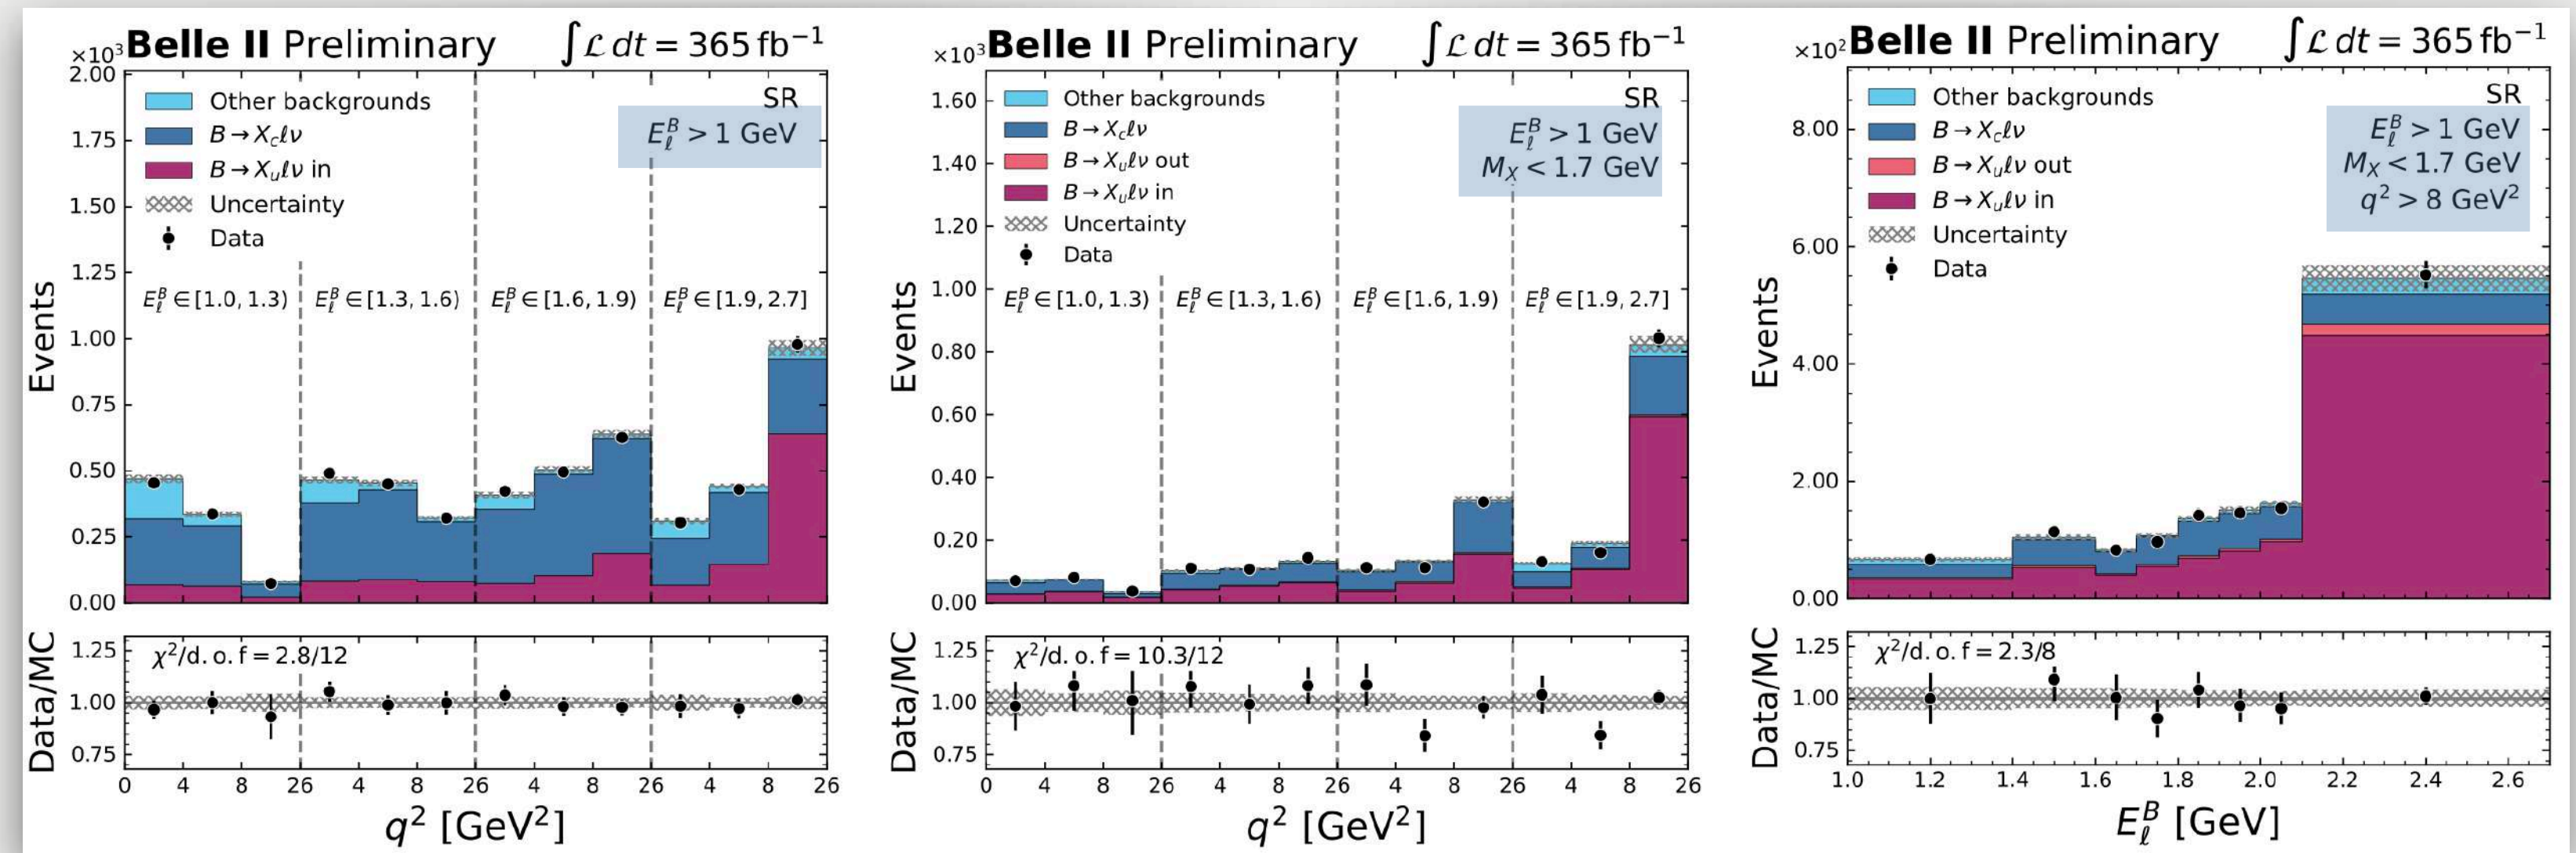 ×10³ Belle II Preliminary ∫ℒ dt = 365 fb⁻¹
2.00
1.75
1.50
1.25
1.00
0.75
0.50
0.25
0.00
Events
Other backgrounds
B → X_cℓν
B → X_uℓν in
Uncertainty
Data
SR
E_ℓ^B > 1 GeV
E_ℓ^B ∈ [1.0, 1.3)
E_ℓ^B ∈ [1.3, 1.6)
E_ℓ^B ∈ [1.6, 1.9)
E_ℓ^B ∈ [1.9, 2.7]
χ²/d. o. f = 2.8/12
1.25
1.00
0.75
Data/MC
0 4 8 26 4 8 26 4 8 26 4 8 26
q² [GeV²]
×10³ Belle II Preliminary ∫ℒ dt = 365 fb⁻¹
1.60
1.40
1.20
1.00
0.80
0.60
0.40
0.20
0.00
Events
Other backgrounds
B → X_cℓν
B → X_uℓν out
B → X_uℓν in
Uncertainty
Data
SR
E_ℓ^B > 1 GeV
M_X < 1.7 GeV
E_ℓ^B ∈ [1.0, 1.3)
E_ℓ^B ∈ [1.3, 1.6)
E_ℓ^B ∈ [1.6, 1.9)
E_ℓ^B ∈ [1.9, 2.7]
χ²/d. o. f = 10.3/12
1.25
1.00
0.75
Data/MC
0 4 8 26 4 8 26 4 8 26 4 8 26
q² [GeV²]
×10² Belle II Preliminary ∫ℒ dt = 365 fb⁻¹
8.00
6.00
4.00
2.00
0.00
Events
Other backgrounds
B → X_cℓν
B → X_uℓν out
B → X_uℓν in
Uncertainty
Data
SR
E_ℓ^B > 1 GeV
M_X < 1.7 GeV
q² > 8 GeV²
χ²/d. o. f = 2.3/8
1.25
1.00
0.75
Data/MC
1.0 1.2 1.4 1.6 1.8 2.0 2.2 2.4 2.6
E_ℓ^B [GeV]